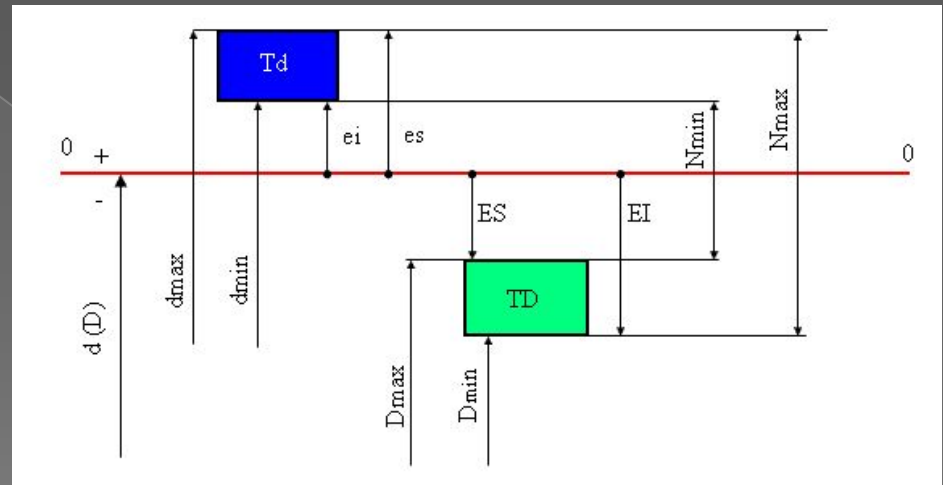 Td
ei
es
Nmin
Nmax
0
+
0
-
ES
EI
dmax
dmin
d (D)
TD
Dmax
Dmin